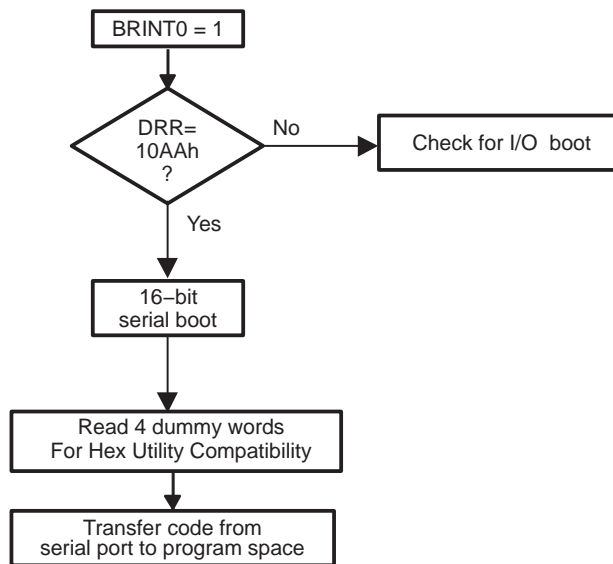 BRINT0 = 1
DRR=
10AAh
?
No
Check for I/O boot
Yes
16–bit
serial boot
Read 4 dummy words
For Hex Utility Compatibility
Transfer code from
serial port to program space